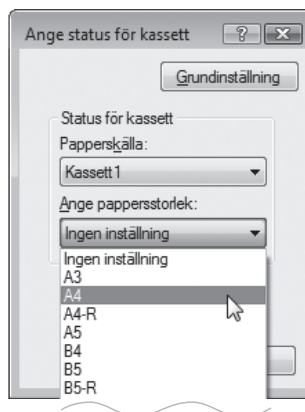 Ange status för kassett
Grundinställning
Status för kassett
Papperskälla:
Kassett1
Ange pappersstorlek:
Ingen inställning
Ingen inställning
A3
A4
A4-R
A5
B4
B5
B5-R